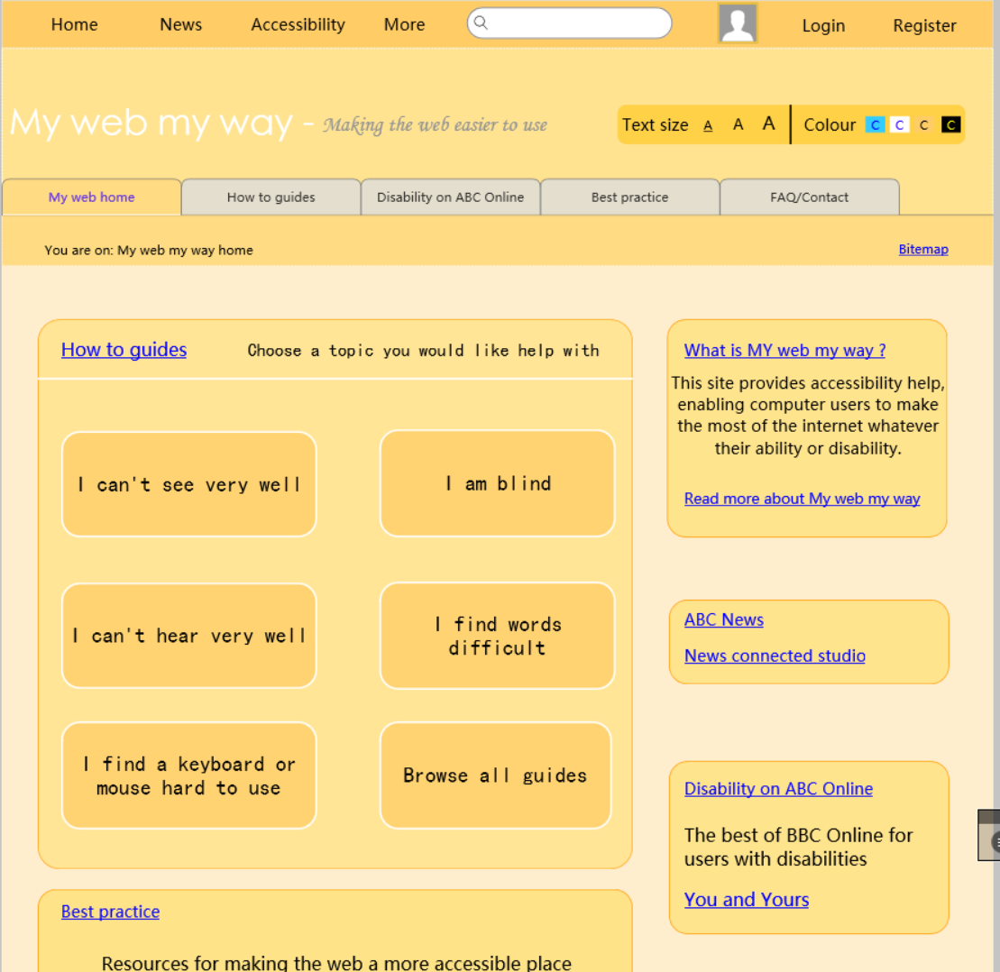 Home News Accessibility More
Login Register
My web my way - Making the web easier to use
Text size A A A Colour C C C C
My web home How to guides Disability on ABC Online Best practice FAQ/Contact
You are on: My web my way home
Bitemap
How to guides Choose a topic you would like help with
I can't see very well
I am blind
I can't hear very well
I find words
difficult
I find a keyboard or
mouse hard to use
Browse all guides
Best practice
Resources for making the web a more accessible place
What is MY web my way ?
This site provides accessibility help,
enabling computer users to make
the most of the internet whatever
their ability or disability.
Read more about My web my way
ABC News
News connected studio
Disability on ABC Online
The best of BBC Online for
users with disabilities
You and Yours